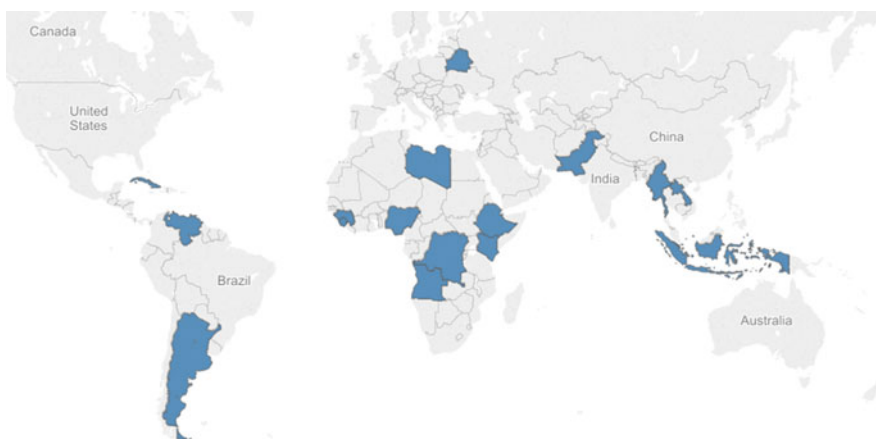 Canada
United
States
China
India
Brazil
Australia